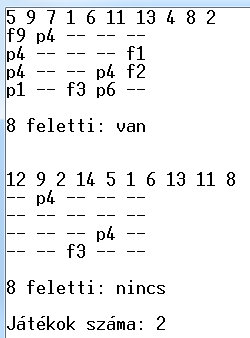 5 9 7 1 6 11 13 4 8 2
f9 p4 -- -- --
p4 -- -- -- f1
p4 -- -- p4 f2
p1 -- f3 p6 --
8 feletti: van
12 9 2 14 5 1 6 13 11 8
-- p4 -- -- --
-- -- -- -- --
-- -- -- p4 --
-- -- f3 -- --
8 feletti: nincs
Játékok száma: 2